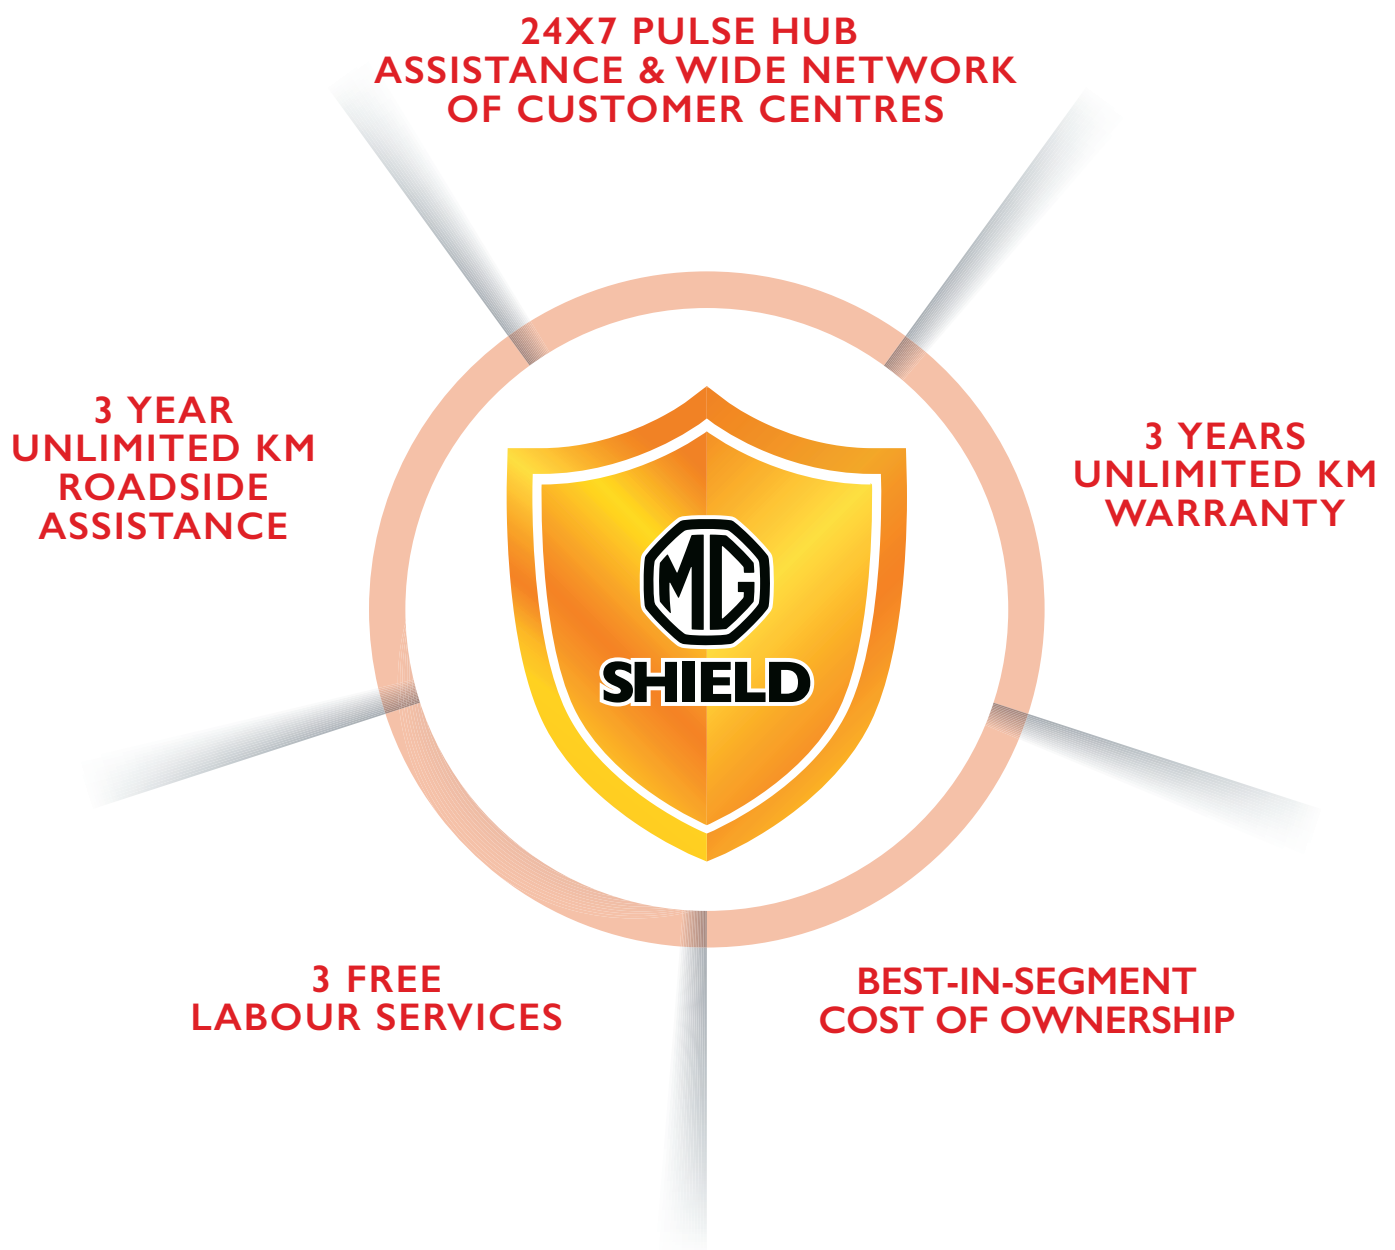 24X7 PULSE HUB
ASSISTANCE & WIDE NETWORK
OF CUSTOMER CENTRES
3 YEAR
UNLIMITED KM
ROADSIDE
ASSISTANCE
3 YEARS
UNLIMITED KM
WARRANTY
MG
SHIELD
3 FREE
LABOUR SERVICES
BEST-IN-SEGMENT
COST OF OWNERSHIP